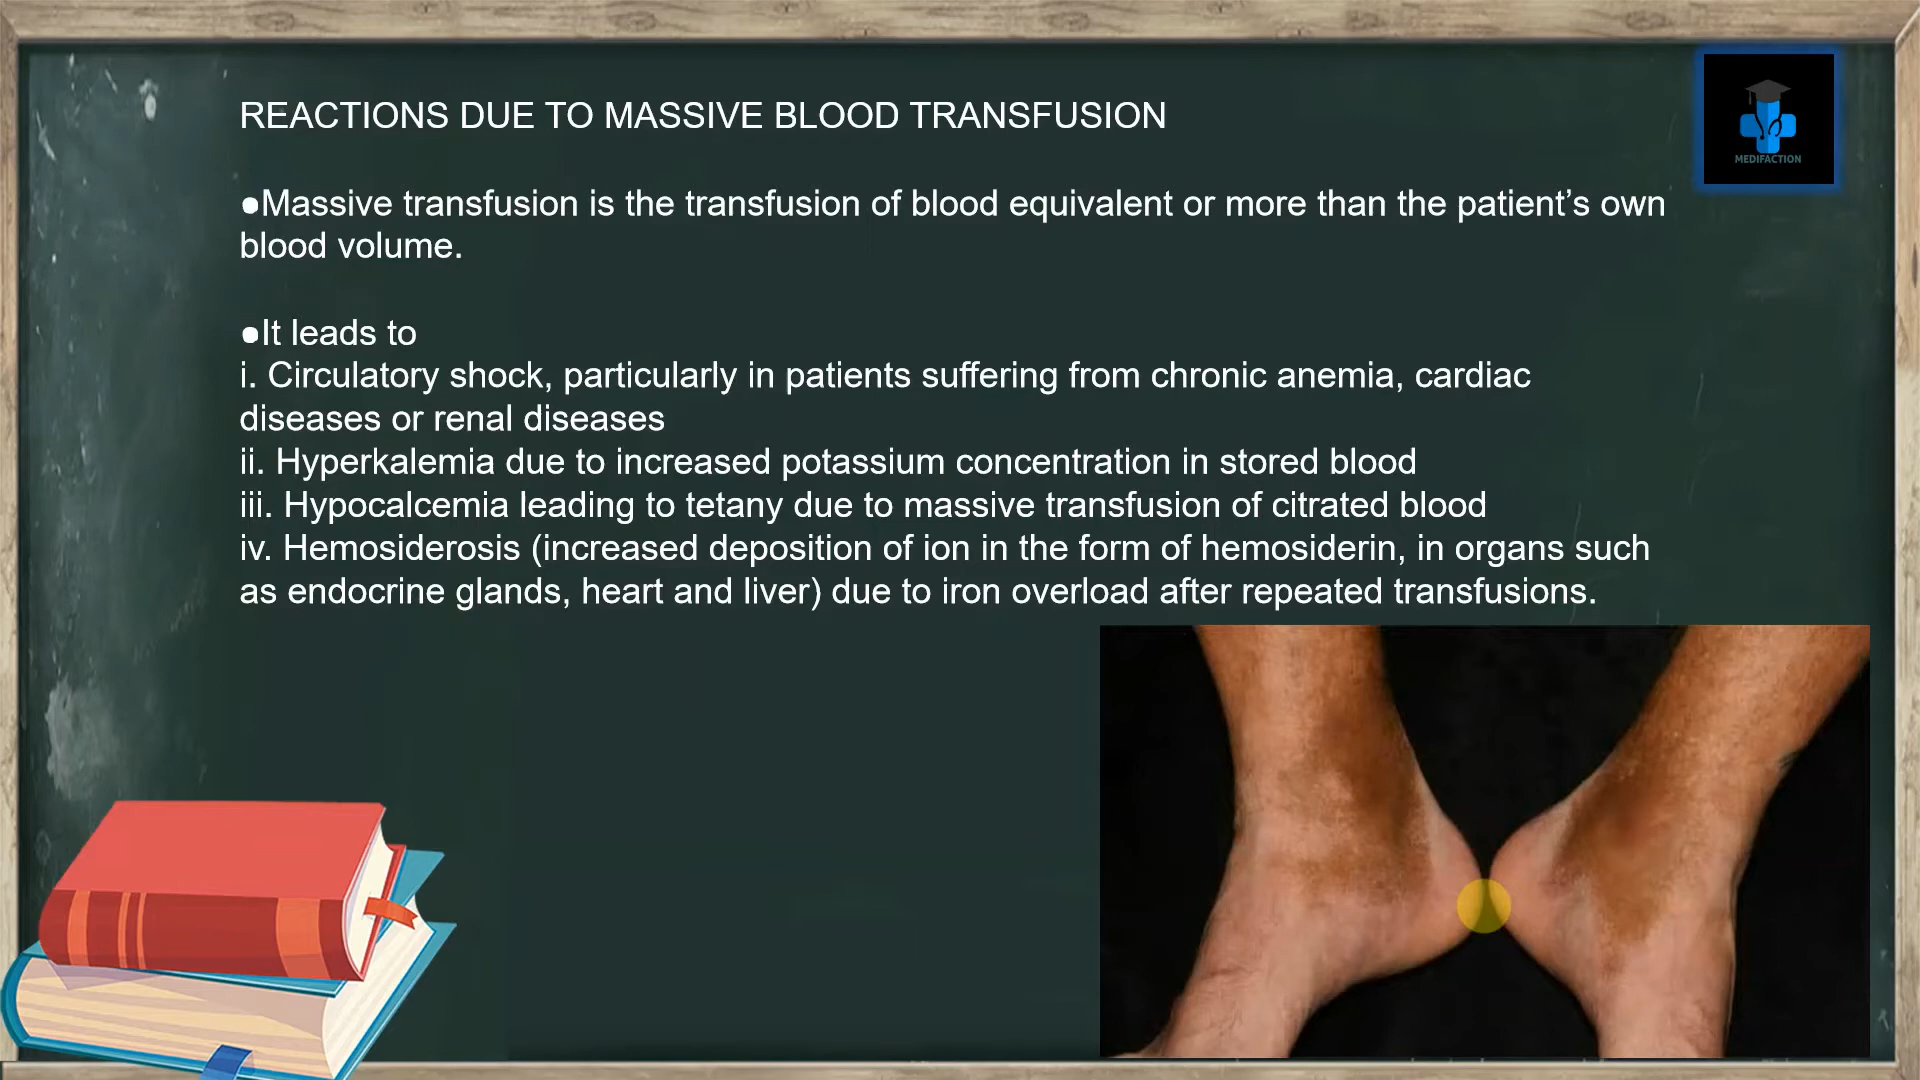 REACTIONS DUE TO MASSIVE BLOOD TRANSFUSION
MEDIFACTION
●Massive transfusion is the transfusion of blood equivalent or more than the patient’s own
blood volume.
●It leads to
i. Circulatory shock, particularly in patients suffering from chronic anemia, cardiac
diseases or renal diseases
ii. Hyperkalemia due to increased potassium concentration in stored blood
iii. Hypocalcemia leading to tetany due to massive transfusion of citrated blood
iv. Hemosiderosis (increased deposition of ion in the form of hemosiderin, in organs such
as endocrine glands, heart and liver) due to iron overload after repeated transfusions.